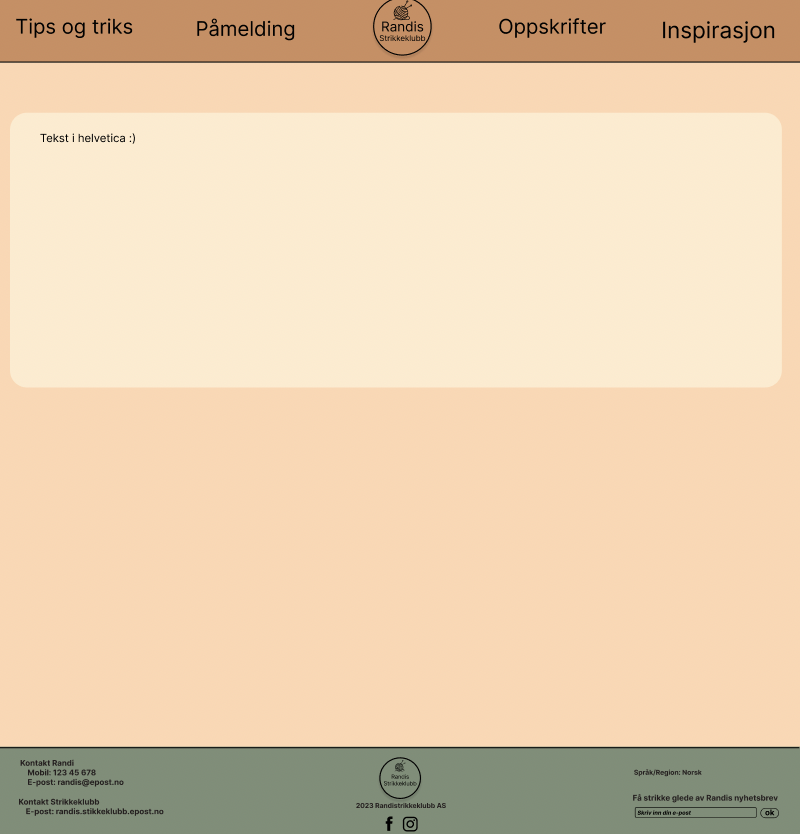 Tips og triks
Påmelding
Randis
Strikkeklubb
Oppskrifter
Inspirasjon
Tekst i helvetica :)
Kontakt Randi
Mobil: 123 45 678
E-post: randis@epost.no
Kontakt Strikkeklubb
E-post: randis.stikkeklubb.epost.no
Randis
Strikkeklubb
2023 Randistrikkeklubb AS
Språk/Region: Norsk
Få strikke glede av Randis nyhetsbrev
Skriv inn din e-post
ok